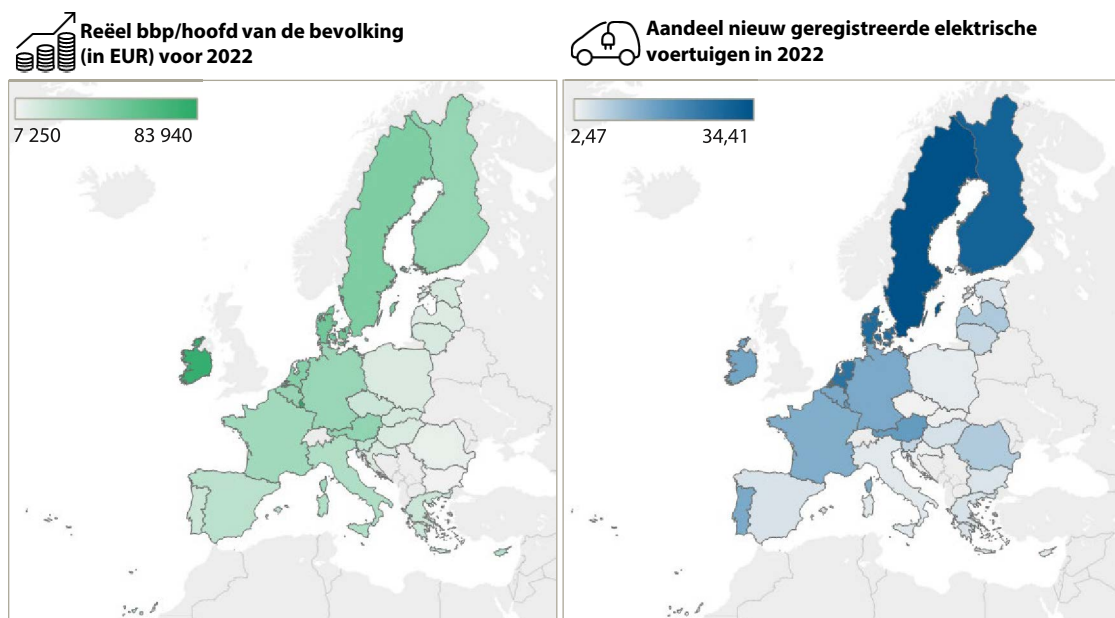 Reëel bbp/hoofd van de bevolking
(in EUR) voor 2022
7 250
83 940
Aandeel nieuw geregistreerde elektrische
voertuigen in 2022
2,47
34,41